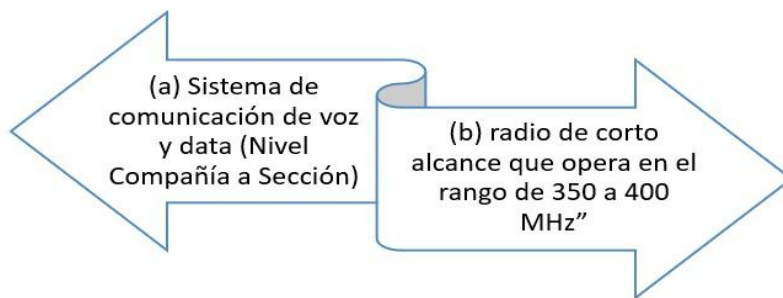 (a) Sistema de
comunicación de voz
y data (Nivel
Compañía a Sección)
(b) radio de corto
alcance que opera en el
rango de 350 a 400
MHz”